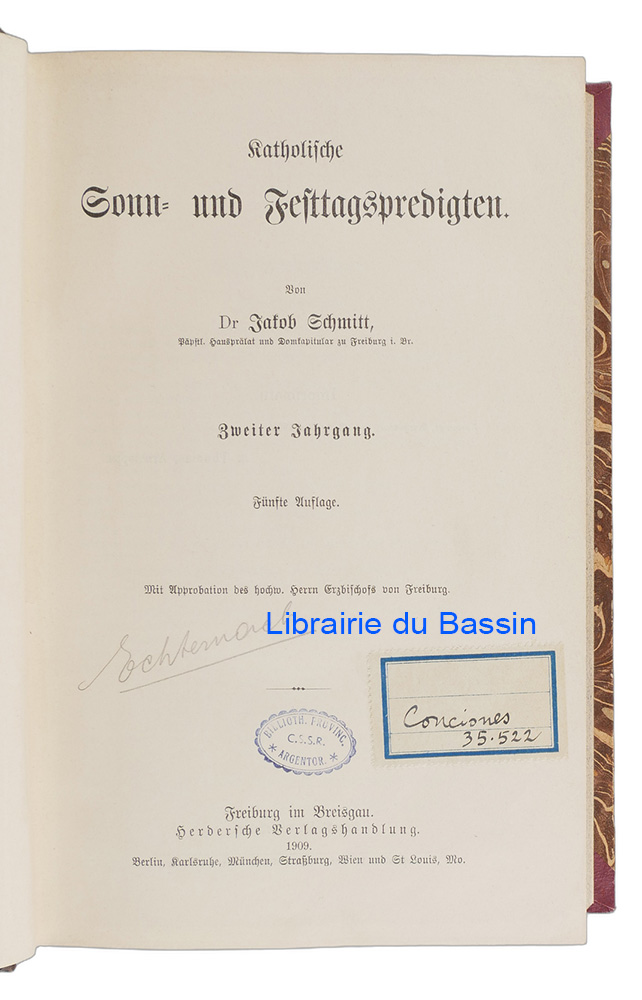 Katholische
Sonn- und Festtagspredigten.
Von
Dr Jakob Schmitt,
Päpstl. Hausprälat und Domkapitular zu Freiburg i. Br.
Zweiter Jahrgang.
Fünfte Auflage.
Mit Approbation des hochw. Herrn Erzbischofs von Freiburg.
Echternach
Librairie du Bassin
Conciones
35.522
BIBLIOTH. PROVINC.
C.S.S.R.
* ARGENTOR. *
Freiburg im Breisgau.
Herdersche Verlagshandlung.
1909.
Berlin, Karlsruhe, München, Straßburg, Wien und St Louis, Mo.